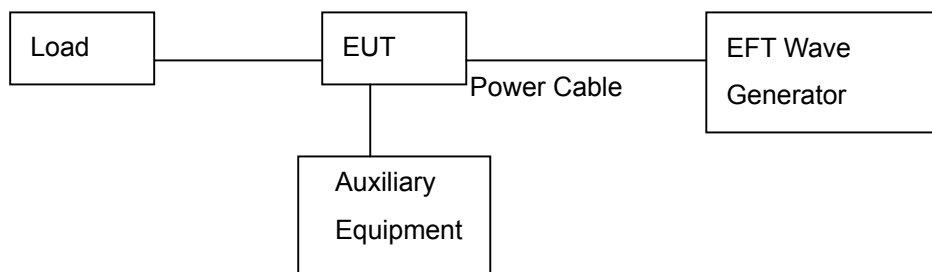 Load
EUT
EFT Wave
Generator
Power Cable
Auxiliary
Equipment